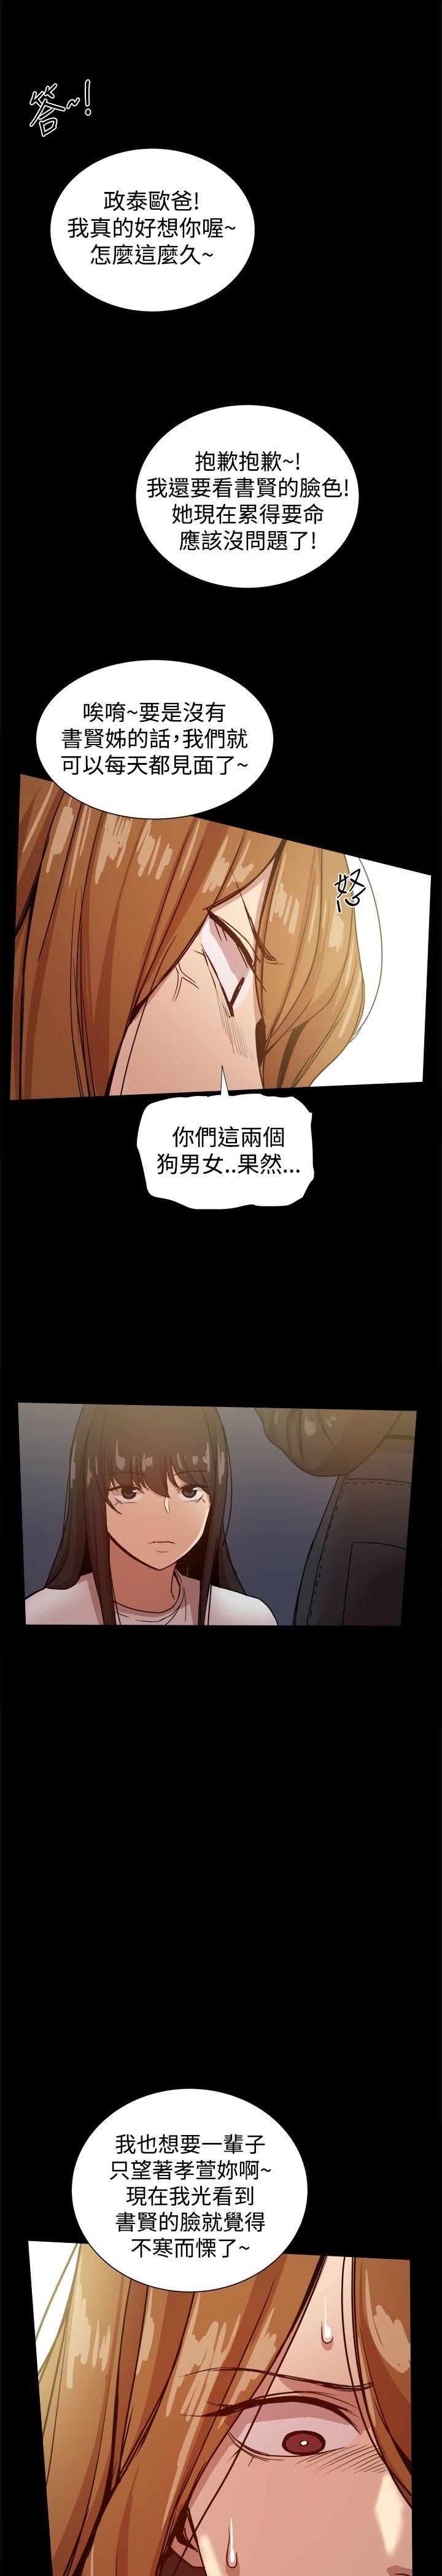 答~!
政泰歐爸!
我真的好想你喔~
怎麼這麼久~
抱歉抱歉~!
我還要看書賢的臉色!
她現在累得要命
應該沒問題了!
唉唷~要是沒有
書賢姊的話，我們就
可以每天都見面了~
怒
你們這兩個
狗男女..果然...
我也想要一輩子
只望著孝萱妳啊~
現在我光看到
書賢的臉就覺得
不寒而慄了~